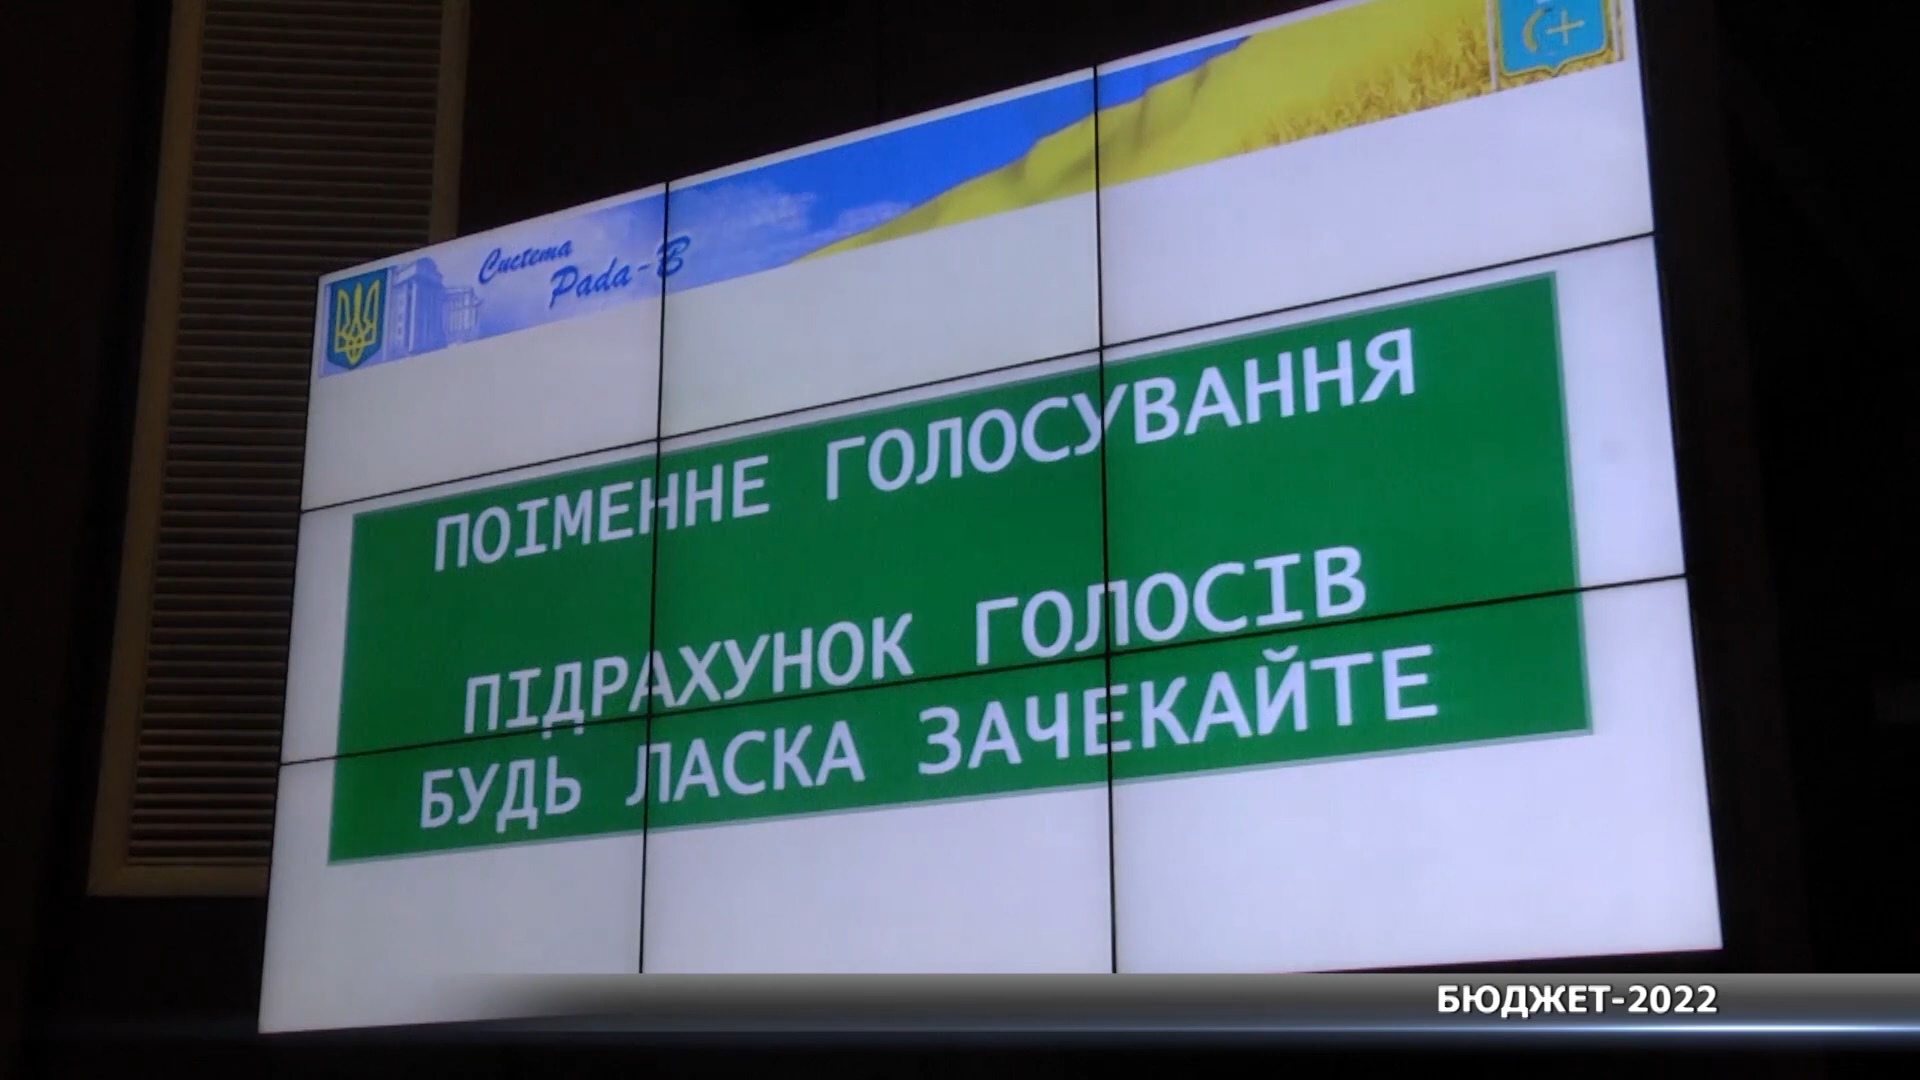 Система
Рада-В
ПОІМЕННЕ ГОЛОСУВАННЯ
ПІДРАХУНОК ГОЛОСІВ
БУДЬ ЛАСКА ЗАЧЕКАЙТЕ
БЮДЖЕТ-2022